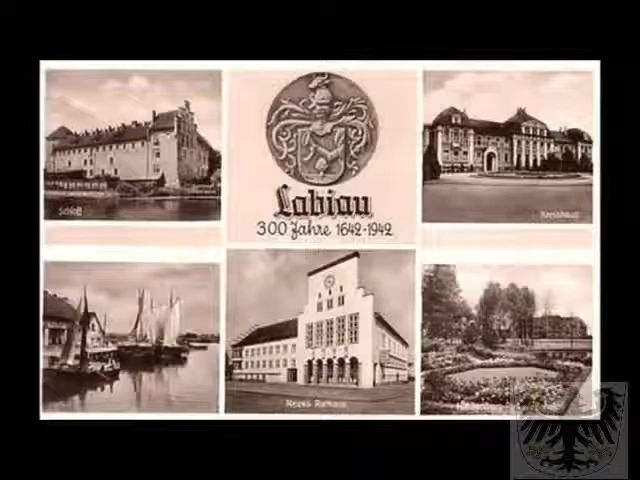 Labiau
300 Jahre 1642-1942
Schloß
Kreishaus
Neues Rathaus